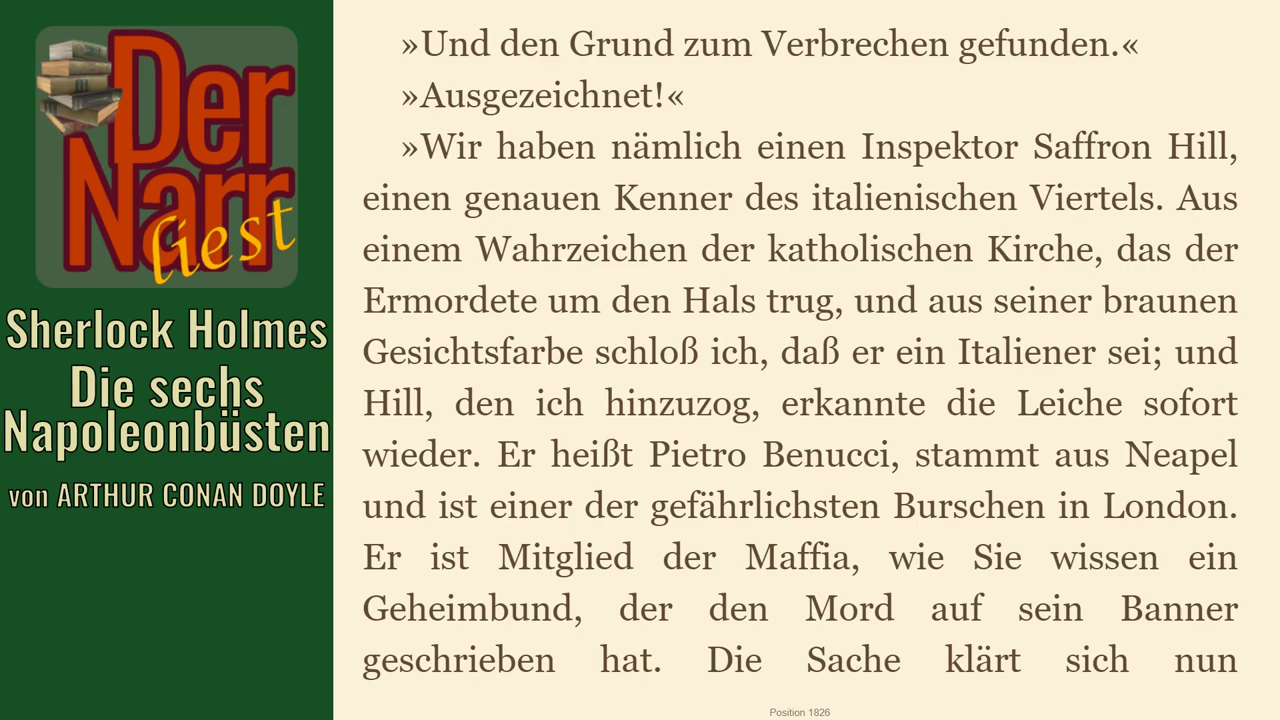 Der
Narr
liest
Sherlock Holmes
Die sechs
Napoleonbüsten
von ARTHUR CONAN DOYLE
»Und den Grund zum Verbrechen gefunden.«
»Ausgezeichnet!«
»Wir haben nämlich einen Inspektor Saffron Hill,
einen genauen Kenner des italienischen Viertels. Aus
einem Wahrzeichen der katholischen Kirche, das der
Ermordete um den Hals trug, und aus seiner braunen
Gesichtsfarbe schloß ich, daß er ein Italiener sei; und
Hill, den ich hinzuzog, erkannte die Leiche sofort
wieder. Er heißt Pietro Benucci, stammt aus Neapel
und ist einer der gefährlichsten Burschen in London.
Er ist Mitglied der Maffia, wie Sie wissen ein
Geheimbund, der den Mord auf sein Banner
geschrieben hat. Die Sache klärt sich nun
Position 1826